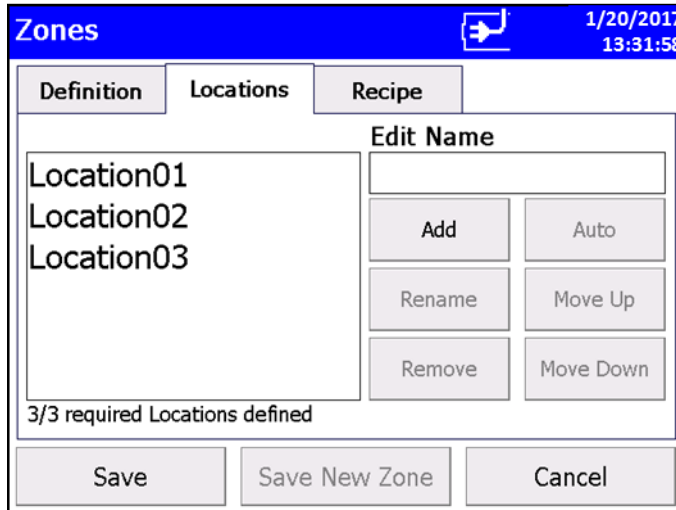 Zones
1/20/2017
13:31:58
Definition Locations Recipe
Edit Name
Location01
Location02
Location03
Add Auto
Rename Move Up
Remove Move Down
3/3 required Locations defined
Save Save New Zone Cancel